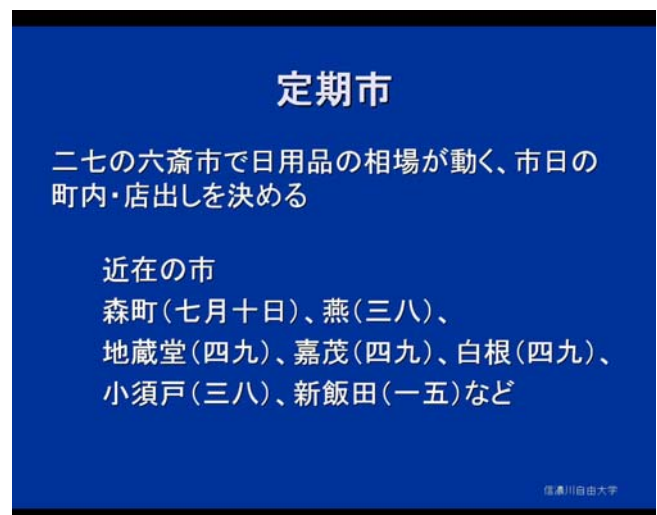 定期市
二七の六斎市で日用品の相場が動く、市日の
町内・店出しを決める
近在の市
森町(七月十日)、燕(三八)、
地蔵堂(四九)、嘉茂(四九)、白根(四九)、
小須戸(三八)、新飯田(一五)など
信濃川自由大学